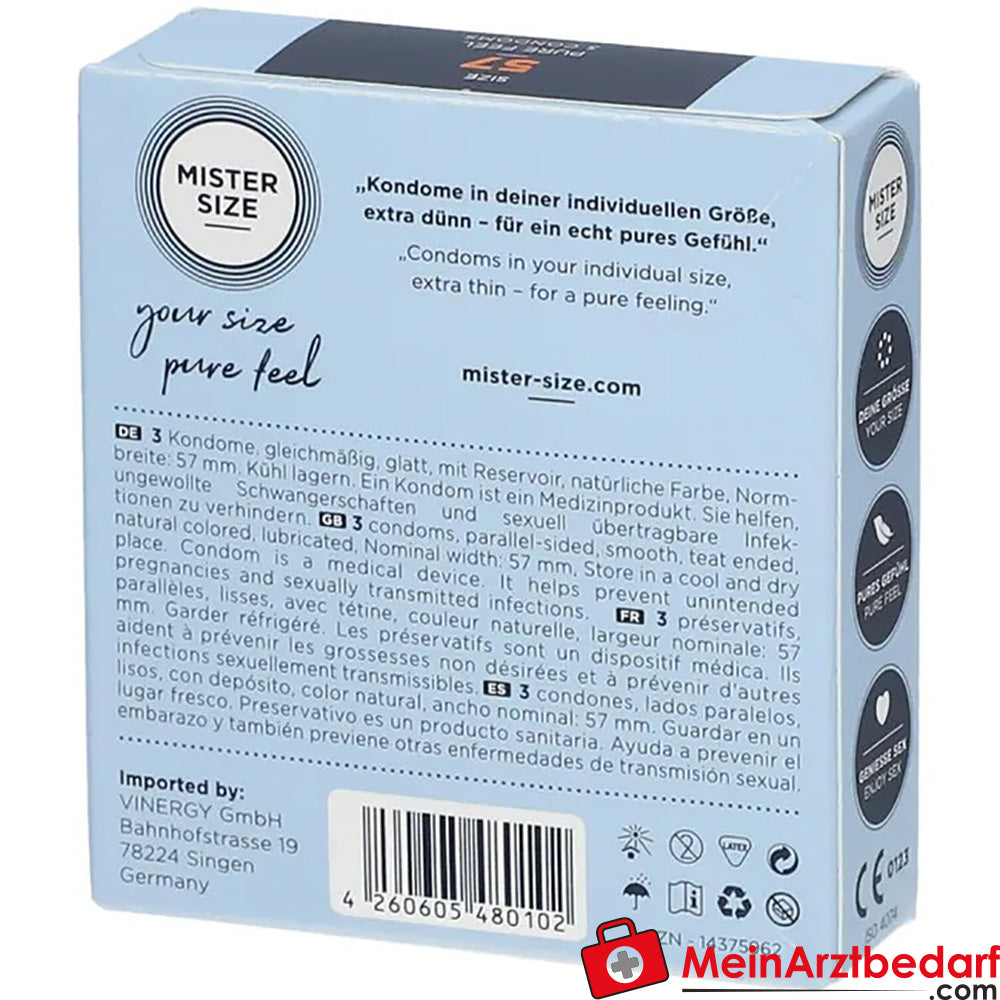 SIZE
57
PURE FEEL
3 CONDOMS
MISTER
SIZE
your size
pure feel
„Kondome in deiner individuellen Größe,
extra dünn – für ein echt pures Gefühl.“
„Condoms in your individual size,
extra thin – for a pure feeling.“
mister-size.com
DE 3 Kondome, gleichmäßig, glatt, mit Reservoir, natürliche Farbe, Norm-
breite: 57 mm. Kühl lagern. Ein Kondom ist ein Medizinprodukt. Sie helfen,
ungewollte Schwangerschaften und sexuell übertragbare Infek-
tionen zu verhindern. GB 3 condoms, parallel-sided, smooth, teat ended,
natural colored, lubricated, Nominal width: 57 mm, Store in a cool and dry
place. Condom is a medical device. It helps prevent unintended
pregnancies and sexually transmitted infections. FR 3 préservatifs,
parallèles, lisses, avec tétine, couleur naturelle, largeur nominale: 57
mm. Garder réfrigéré. Les préservatifs sont un dispositif médica. Ils
aident à prévenir les grossesses non désirées et à prévenir d'autres
infections sexuellement transmissibles. ES 3 condones, lados paralelos,
lisos, con depósito, color natural, ancho nominal: 57 mm. Guardar en un
lugar fresco. Preservativo es un producto sanitaria. Ayuda a prevenir el
embarazo y también previene otras enfermedades de transmisión sexual.
Imported by:
VINERGY GmbH
Bahnhofstrasse 19
78224 Singen
Germany
4 260605 480102
LATEX
PZN - 14375962
MISTER
SIZE
DEINE GRÖSSE
YOUR SIZE
PURES GEFÜHL
PURE FEEL
GENIESSE SEX
ENJOY SEX
CE 0123
ISO 4074
MeinArztbedarf
.com